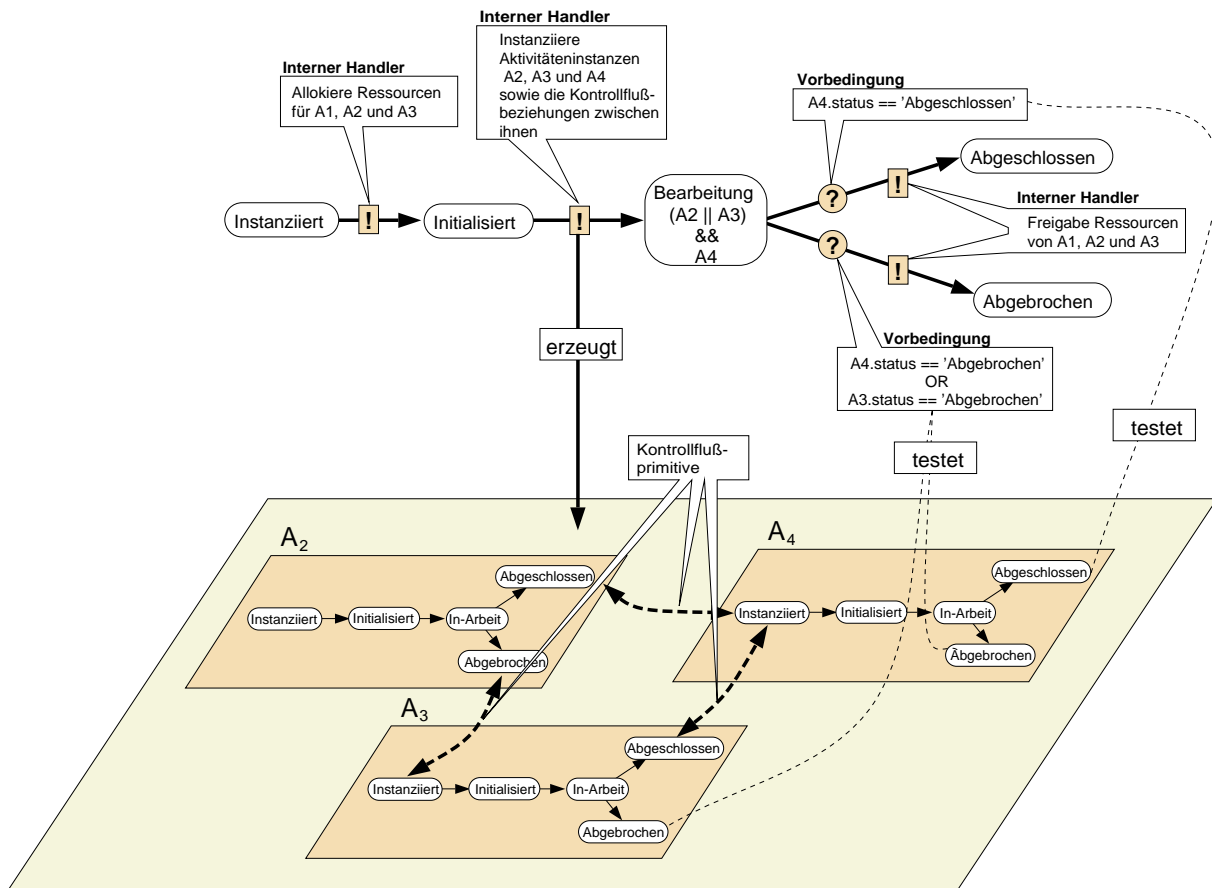 Interner Handler
Allokiere Ressourcen
für A1, A2 und A3
Interner Handler
Instanziiere
Aktivitäteninstanzen
A2, A3 und A4
sowie die Kontrollfluß-
beziehungen zwischen
ihnen
Vorbedingung
A4.status == 'Abgeschlossen'
Instanziiert
!
Initialisiert
!
Bearbeitung
(A2 || A3)
&&
A4
?
!
Abgeschlossen
?
!
Abgebrochen
Interner Handler
Freigabe Ressourcen
von A1, A2 und A3
Vorbedingung
A4.status == 'Abgebrochen'
OR
A3.status == 'Abgebrochen'
erzeugt
testet
testet
Kontrollfluß-
primitive
A2
Instanziiert
Initialisiert
In-Arbeit
Abgeschlossen
Abgebrochen
A4
Instanziiert
Initialisiert
In-Arbeit
Abgeschlossen
Abgebrochen
A3
Instanziiert
Initialisiert
In-Arbeit
Abgeschlossen
Abgebrochen